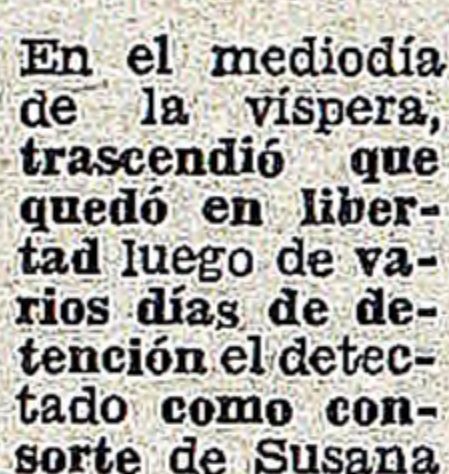 En el mediodía
de la víspera,
trascendió que
quedó en liber-
tad luego de va-
rios días de de-
tención el detec-
tado como con-
sorte de Susana